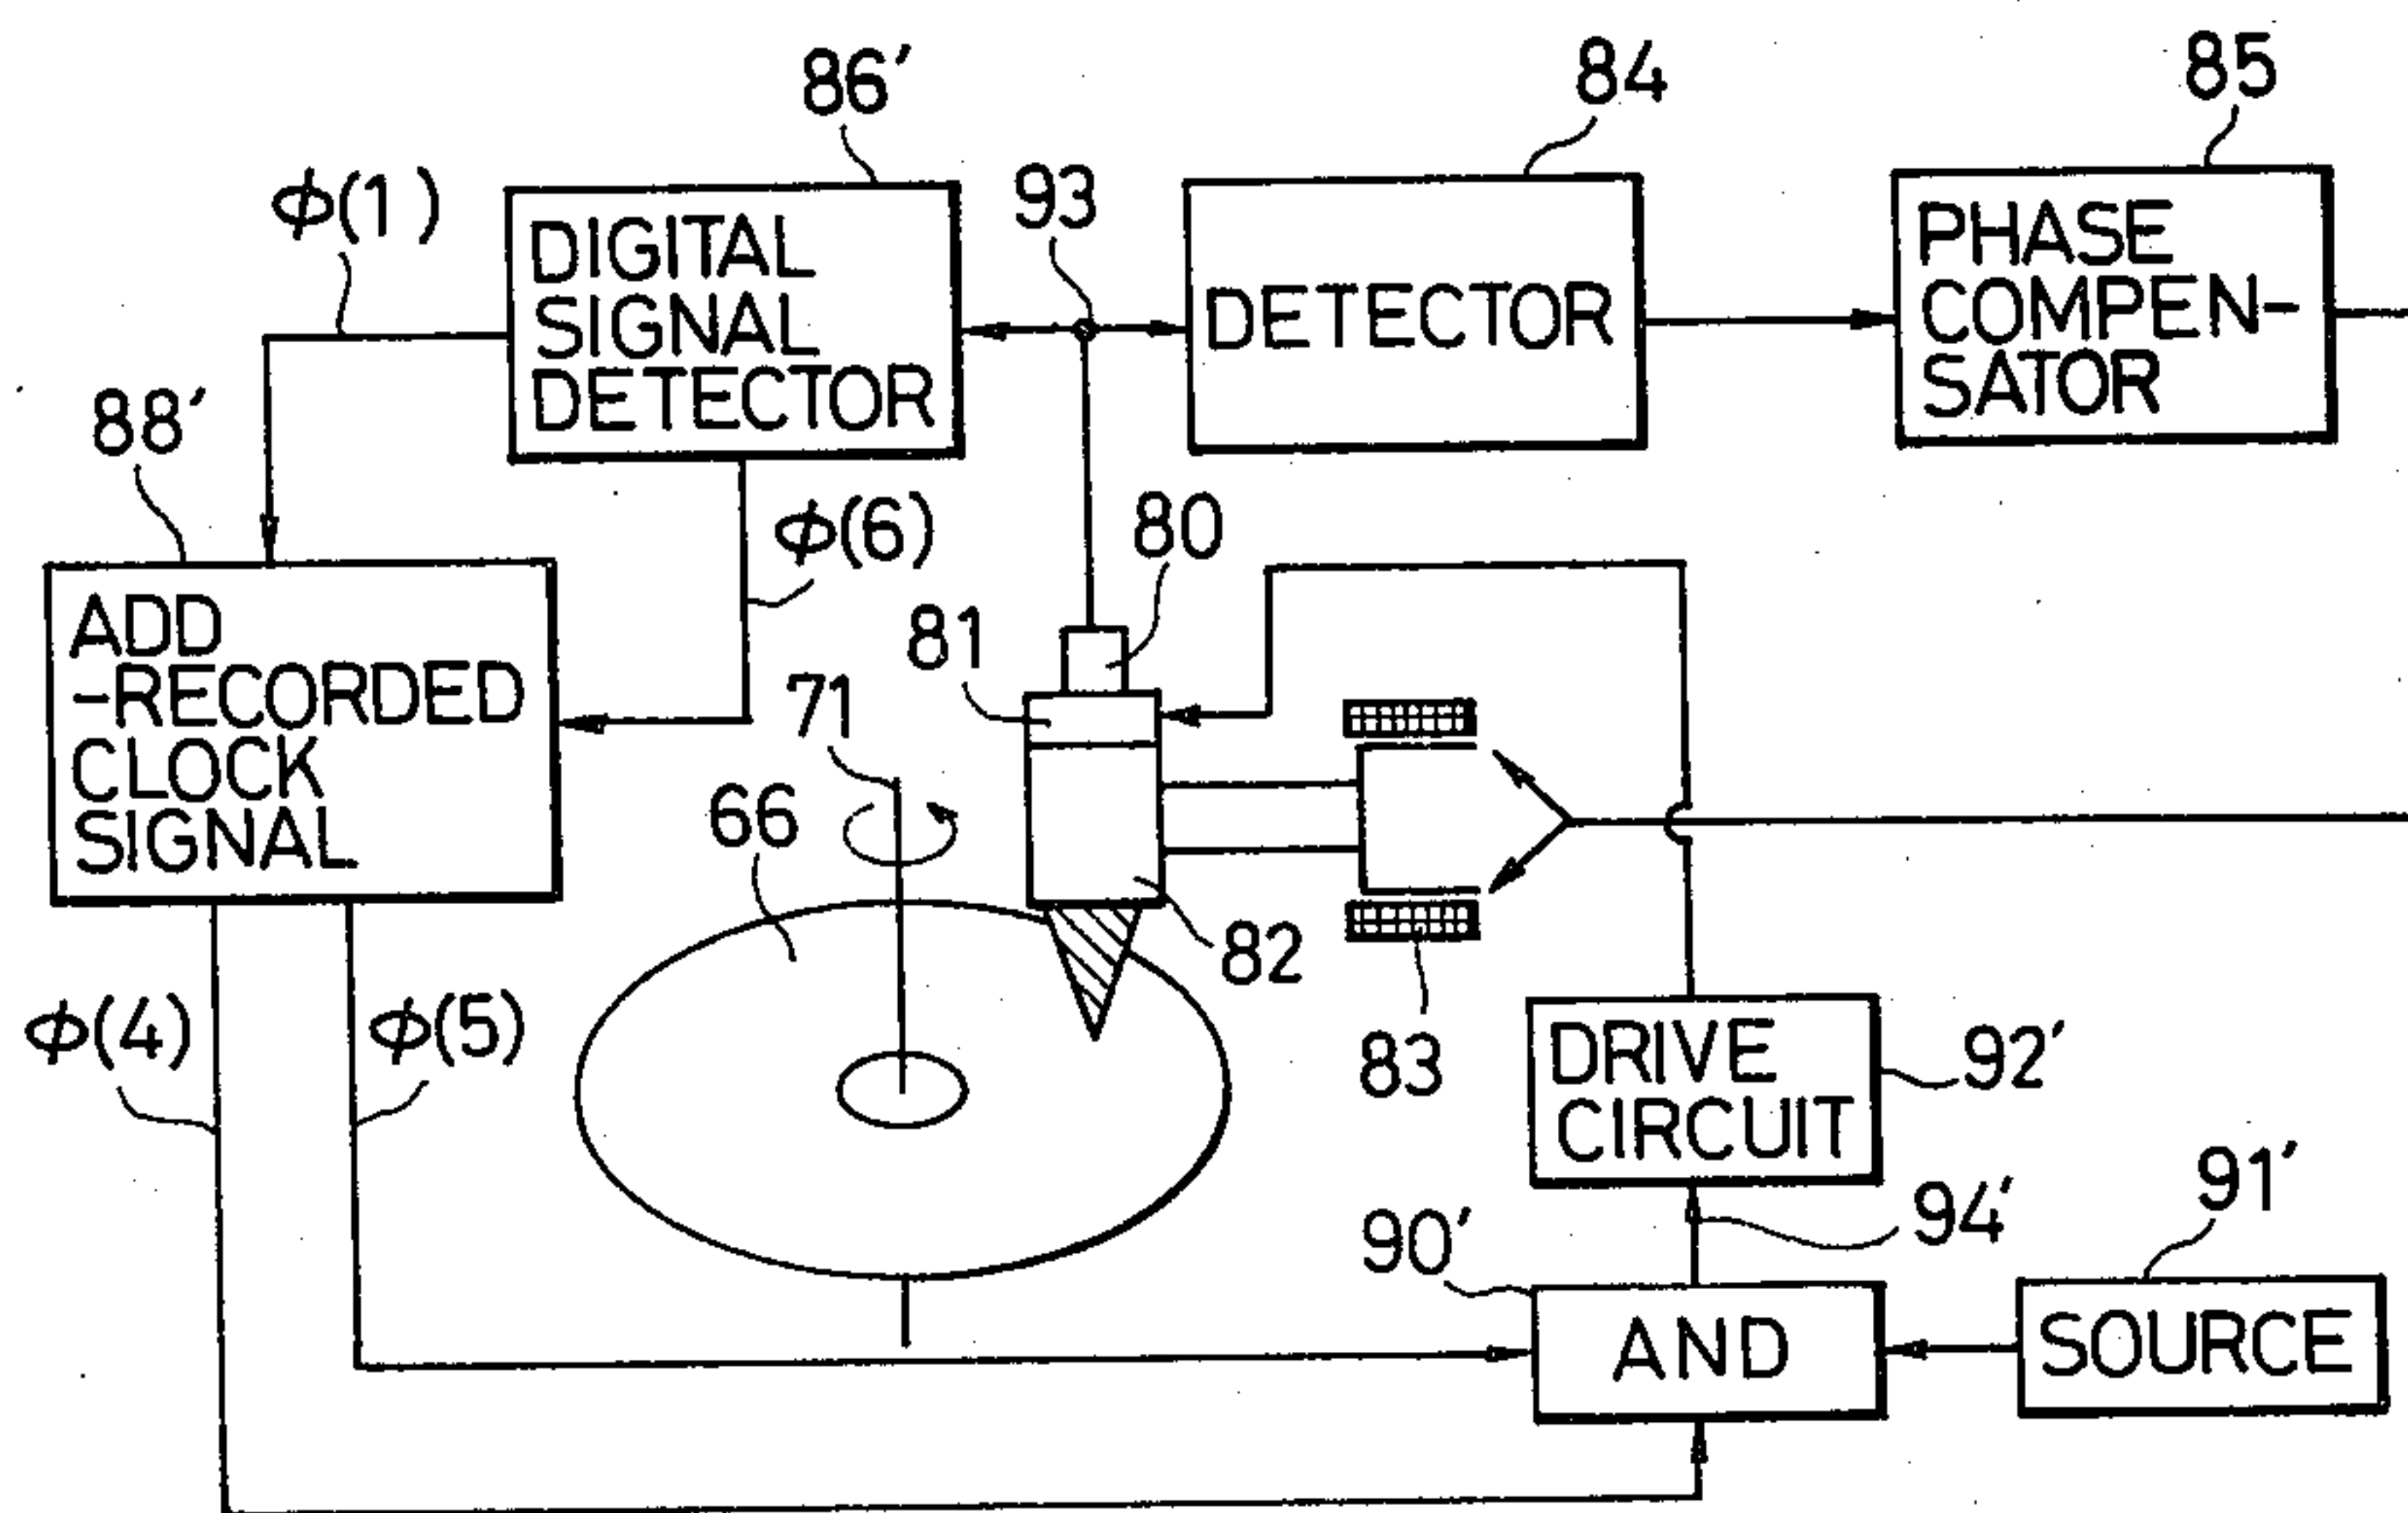 86'
84
85
φ(1)
93
DIGITAL
SIGNAL
DETECTOR
DETECTOR
PHASE
COMPEN-
SATOR
88'
φ(6)
80
81
ADD
-RECORDED
CLOCK
SIGNAL
71
66
82
φ(4)
φ(5)
83
DRIVE
CIRCUIT
92'
94'
91'
90'
AND
SOURCE